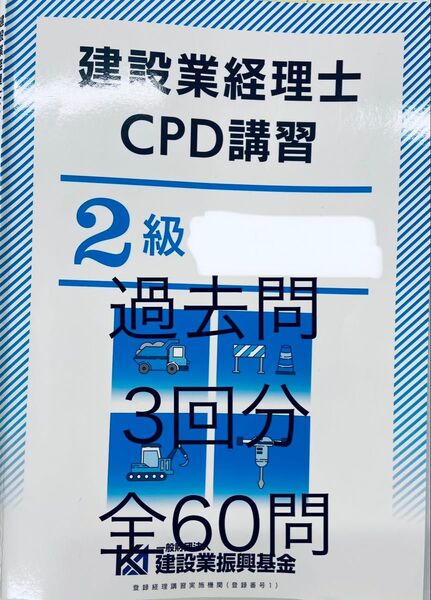 建設業経理士
CPD講習
2級
過去問
3回分
全60問
一般財団法人
建設業振興基金
登録経理講習実施機関(登録番号1)